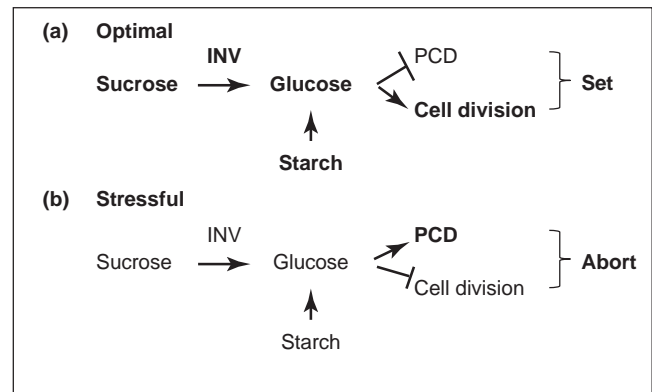 (a) Optimal
INV PCD
Sucrose Glucose Set
Cell division
Starch
(b) Stressful
INV PCD
Sucrose Glucose Abort
Cell division
Starch